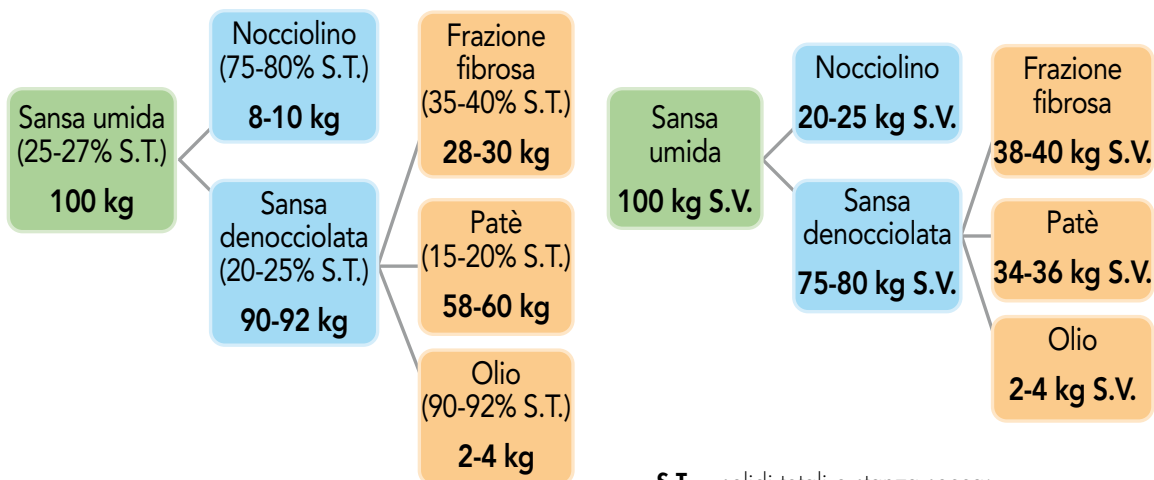 Sansa umida
(25-27% S.T.)
100 kg
Nocciolino
(75-80% S.T.)
8-10 kg
Sansa
denocciolata
(20-25% S.T.)
90-92 kg
Frazione
fibrosa
(35-40% S.T.)
28-30 kg
Patè
(15-20% S.T.)
58-60 kg
Olio
(90-92% S.T.)
2-4 kg
Sansa
umida
100 kg S.V.
Nocciolino
20-25 kg S.V.
Sansa
denocciolata
75-80 kg S.V.
Frazione
fibrosa
38-40 kg S.V.
Patè
34-36 kg S.V.
Olio
2-4 kg S.V.